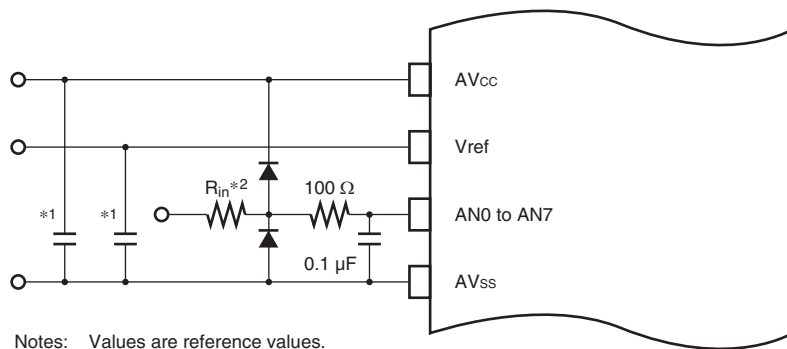 AVCC
Vref
Rin*2
100 Ω
*1
*1
AN0 to AN7
0.1 µF
AVSS
Notes: Values are reference values.